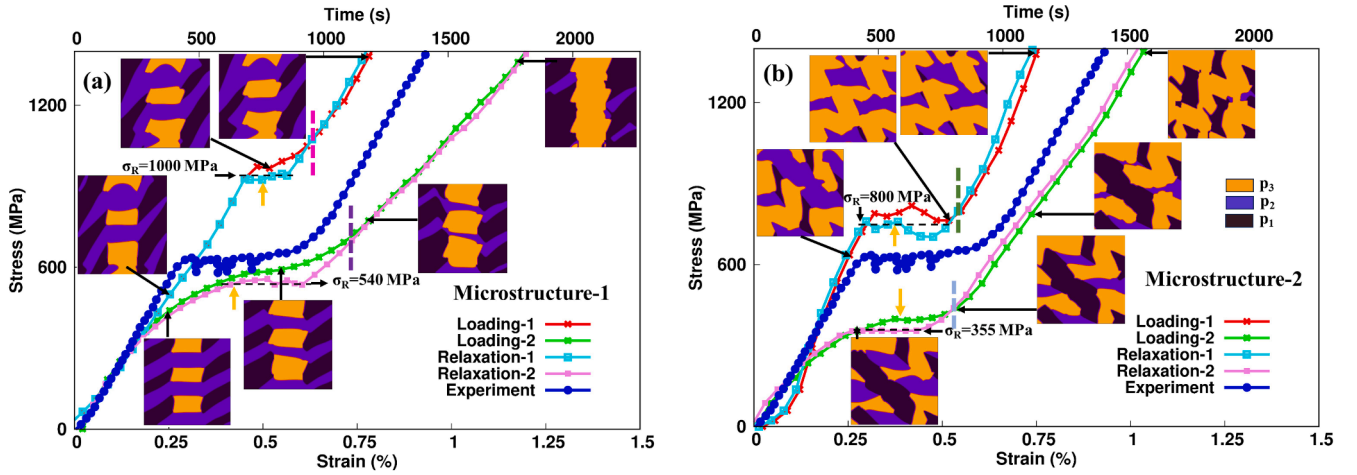 Time (s)
0 500 1000 1500 2000
(a)
1200
σR=1000 MPa
Stress (MPa)
600
σR=540 MPa
Microstructure-1
Loading-1
Loading-2
Relaxation-1
Relaxation-2
Experiment
0
0.25 0.5 0.75 1 1.25 1.5
Strain (%)
Time (s)
0 500 1000 1500 2000
(b)
1200
p3
p2
p1
σR=800 MPa
Stress (MPa)
600
Microstructure-2
σR=355 MPa
Loading-1
Loading-2
Relaxation-1
Relaxation-2
Experiment
0
0 0.25 0.5 0.75 1 1.25 1.5
Strain (%)